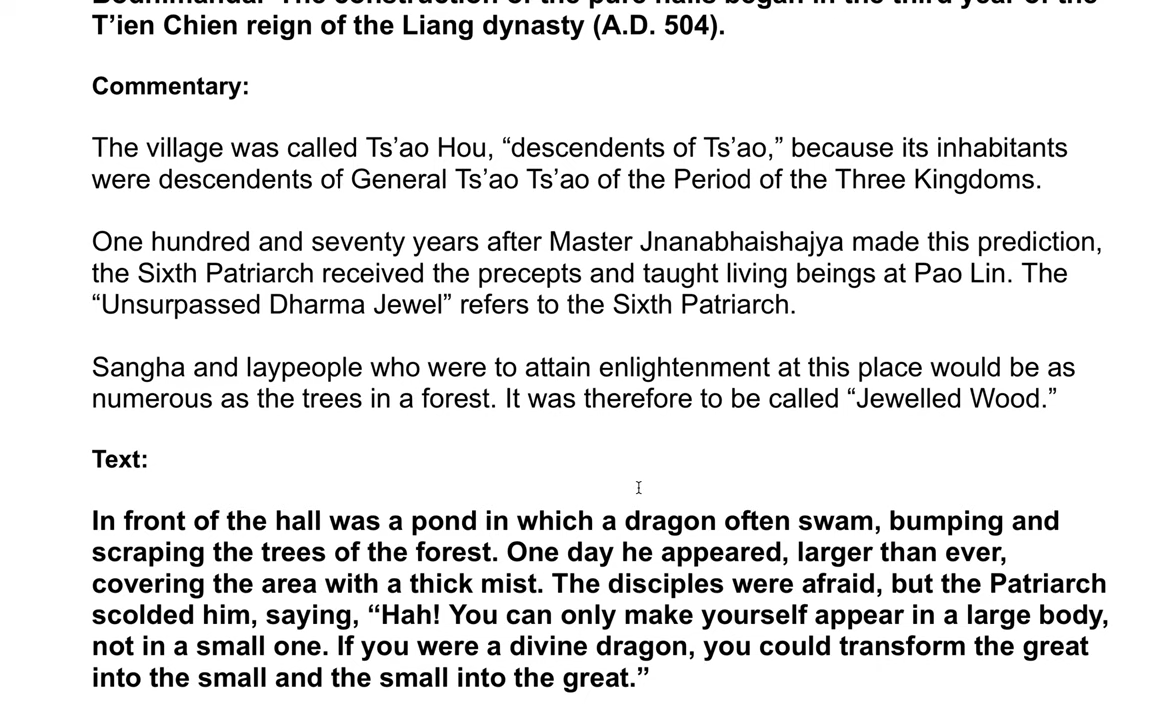 T’ien Chien reign of the Liang dynasty (A.D. 504).
Commentary:
The village was called Ts’ao Hou, “descendents of Ts’ao,” because its inhabitants
were descendents of General Ts’ao Ts’ao of the Period of the Three Kingdoms.
One hundred and seventy years after Master Jnanabhaishajya made this prediction,
the Sixth Patriarch received the precepts and taught living beings at Pao Lin. The
“Unsurpassed Dharma Jewel” refers to the Sixth Patriarch.
Sangha and laypeople who were to attain enlightenment at this place would be as
numerous as the trees in a forest. It was therefore to be called “Jewelled Wood.”
Text:
In front of the hall was a pond in which a dragon often swam, bumping and
scraping the trees of the forest. One day he appeared, larger than ever,
covering the area with a thick mist. The disciples were afraid, but the Patriarch
scolded him, saying, “Hah! You can only make yourself appear in a large body,
not in a small one. If you were a divine dragon, you could transform the great
into the small and the small into the great.”